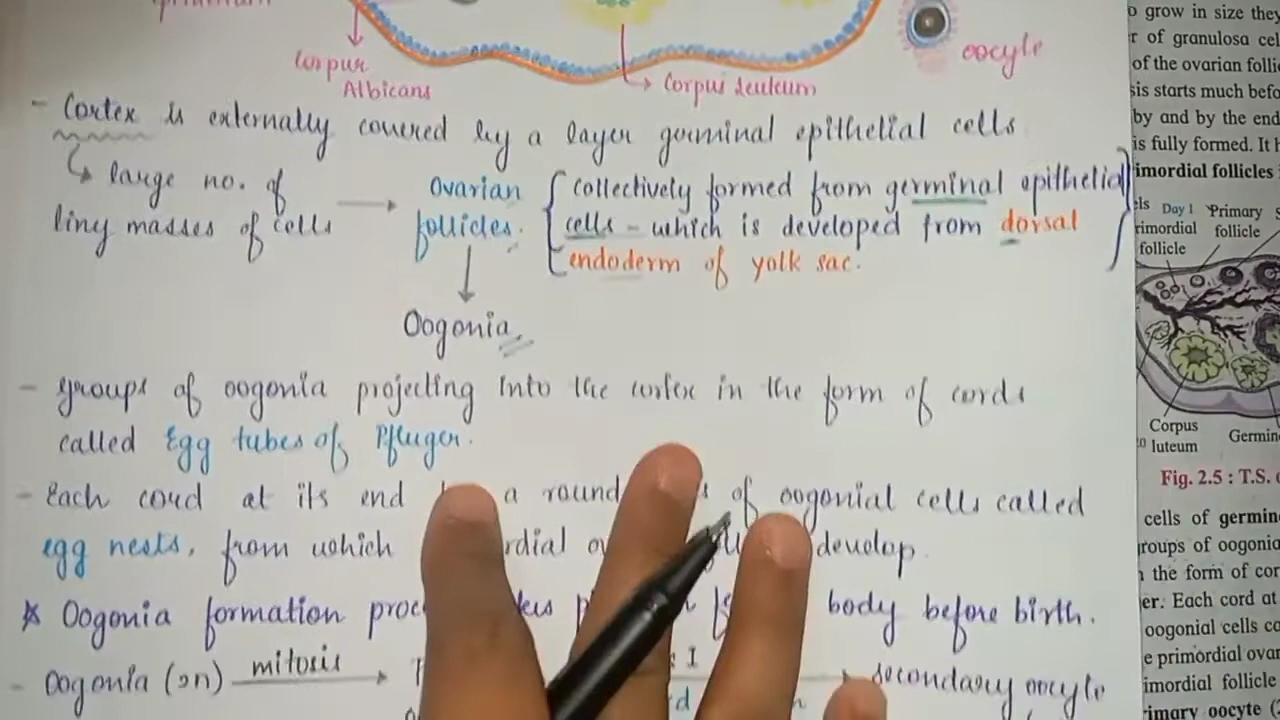 Corpus
Albicans
Corpus Leuteum
oocyte
- Cortex is externally covered by a layer germinal epithelial cells
large no. of
tiny masses of cells
Ovarian
follicles.
collectively formed from germinal epithelial
cells - which is developed from dorsal
endoderm of yolk sac.
Oogonia
- groups of oogonia projecting into the cortex in the form of cords
called Egg tubes of Pfluger.
- Each cord at its end a round of oogonial cells called
egg nests, from which develop.
Oogonia formation body before birth.
- Oogonia (2n) mitosis I secondary oocyte
o grow in size they
r of granulosa cel
of the ovarian folli
sis starts much befo
by and by the end
is fully formed. It h
imordial follicles
els Day 1 Primary
rimordial follicle
follicle
Corpus
luteum Germin
Fig. 2.5 : T.S.
cells of germin
groups of oogonia
the form of cor
er. Each cord at
oogonial cells ca
e primordial ovar
imordial follicle
rimary oocyte (